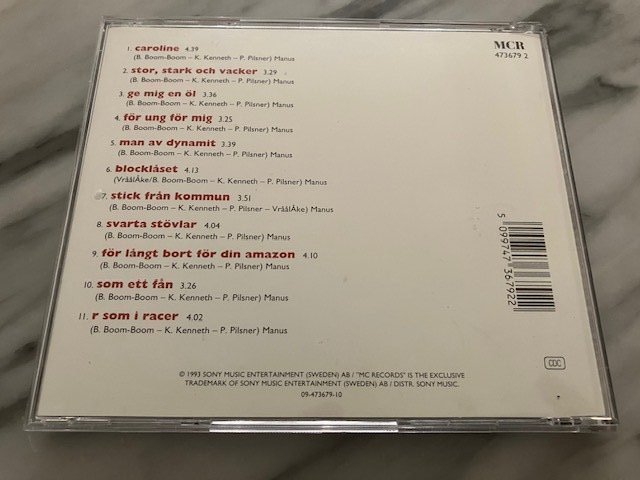 MCR
473679 2
1. caroline 4.39
(B. Boom-Boom – K. Kenneth – P. Pilsner) Manus
2. stor, stark och vacker 3.29
(B. Boom-Boom – K. Kenneth – P. Pilsner) Manus
3. ge mig en öl 3.36
(B. Boom-Boom – K. Kenneth – P. Pilsner) Manus
4. för ung för mig 3.25
(B. Boom-Boom – K. Kenneth – P. Pilsner) Manus
5. man av dynamit 3.39
(B. Boom-Boom – K. Kenneth – P. Pilsner) Manus
6. blocklåset 4.13
(VråålÅke/B. Boom-Boom – K. Kenneth – P. Pilsner) Manus
7. stick från kommun 3.51
(B. Boom-Boom – K. Kenneth – P. Pilsner – VråålÅke) Manus
8. svarta stövlar 4.04
(B. Boom-Boom – K. Kenneth – P. Pilsner) Manus
9. för långt bort för din amazon 4.10
(B. Boom-Boom – K. Kenneth – P. Pilsner) Manus
10. som ett fån 3.26
(B. Boom-Boom – K. Kenneth – P. Pilsner) Manus
11. r som i racer 4.02
(B. Boom-Boom – K. Kenneth – P. Pilsner) Manus
5 099747 367922
CDC
© 1993 SONY MUSIC ENTERTAINMENT (SWEDEN) AB / "MC RECORDS" IS THE EXCLUSIVE
TRADEMARK OF SONY MUSIC ENTERTAINMENT (SWEDEN) AB / DISTR. SONY MUSIC.
09-473679-10